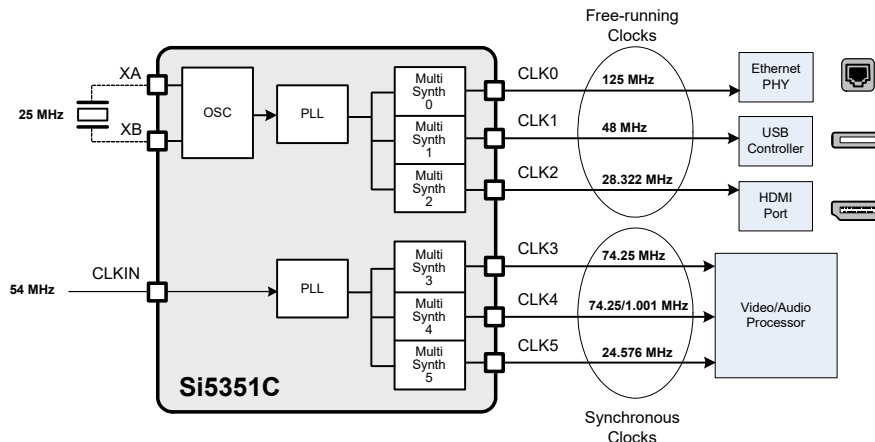 Free-running
Clocks
XA
25 MHz
XB
OSC
PLL
Multi
Synth
0
Multi
Synth
1
Multi
Synth
2
CLK0
125 MHz
CLK1
48 MHz
CLK2
28.322 MHz
Ethernet
PHY
USB
Controller
HDMI
Port
CLKIN
54 MHz
PLL
Multi
Synth
3
Multi
Synth
4
Multi
Synth
5
CLK3
74.25 MHz
CLK4
74.25/1.001 MHz
CLK5
24.576 MHz
Video/Audio
Processor
Si5351C
Synchronous
Clocks